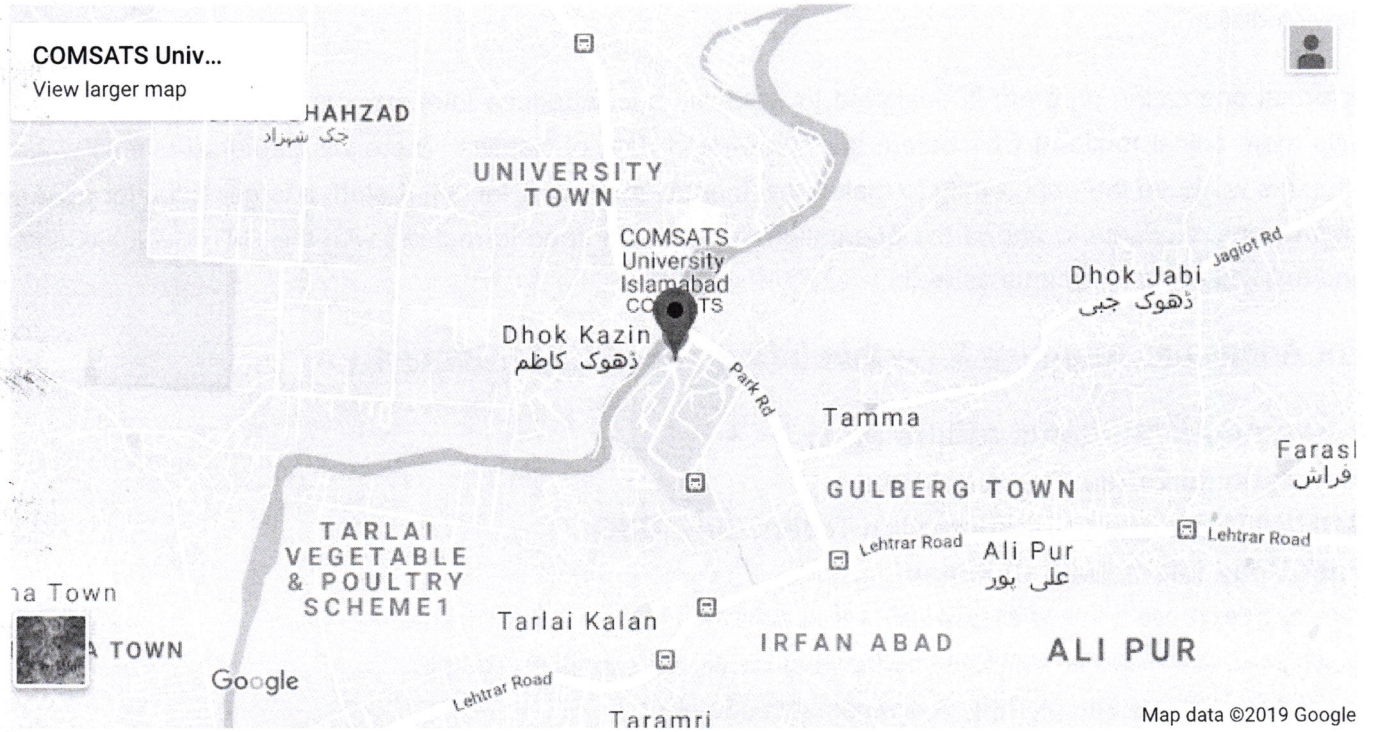 COMSATS Univ...
View larger map
HAHZAD
چک شہزاد
UNIVERSITY
TOWN
COMSATS
University
Islamabad
Dhok Kazin
ڈھوک کاظم
Park Rd
Dhok Jabi
ڈھوک جبی
Jagiot Rd
Tamma
Farash
فراش
GULBERG TOWN
TARLAI
VEGETABLE
& POULTRY
SCHEME1
Lehtrar Road
Ali Pur
علی پور
Lehtrar Road
na Town
A TOWN
Tarlai Kalan
IRFAN ABAD
ALI PUR
Google
Lehtrar Road
Taramri
Map data ©2019 Google